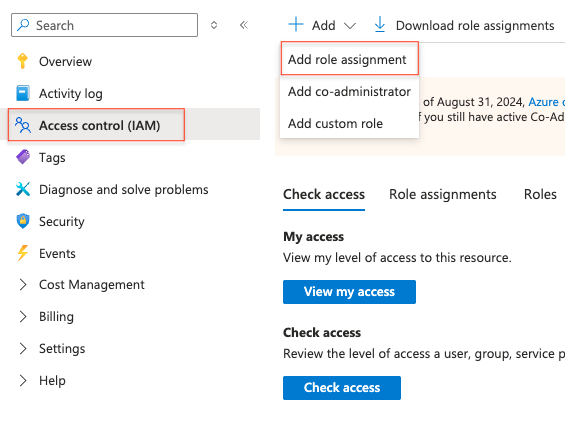 Search
Overview
Activity log
Access control (IAM)
Tags
Diagnose and solve problems
Security
Events
Cost Management
Billing
Settings
Help
Add
Download role assignments
Add role assignment
Add co-administrator
Add custom role
of August 31, 2024, Azure
you still have active Co-Ad
Check access
Role assignments
Roles
My access
View my level of access to this resource.
View my access
Check access
Review the level of access a user, group, service p
Check access